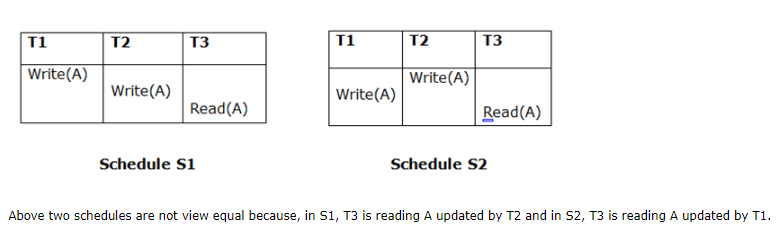 T1 T2 T3
Write(A)
Write(A)
Read(A)
Schedule S1
T1 T2 T3
Write(A)
Write(A)
Read(A)
Schedule S2
Above two schedules are not view equal because, in S1, T3 is reading A updated by T2 and in S2, T3 is reading A updated by T1.